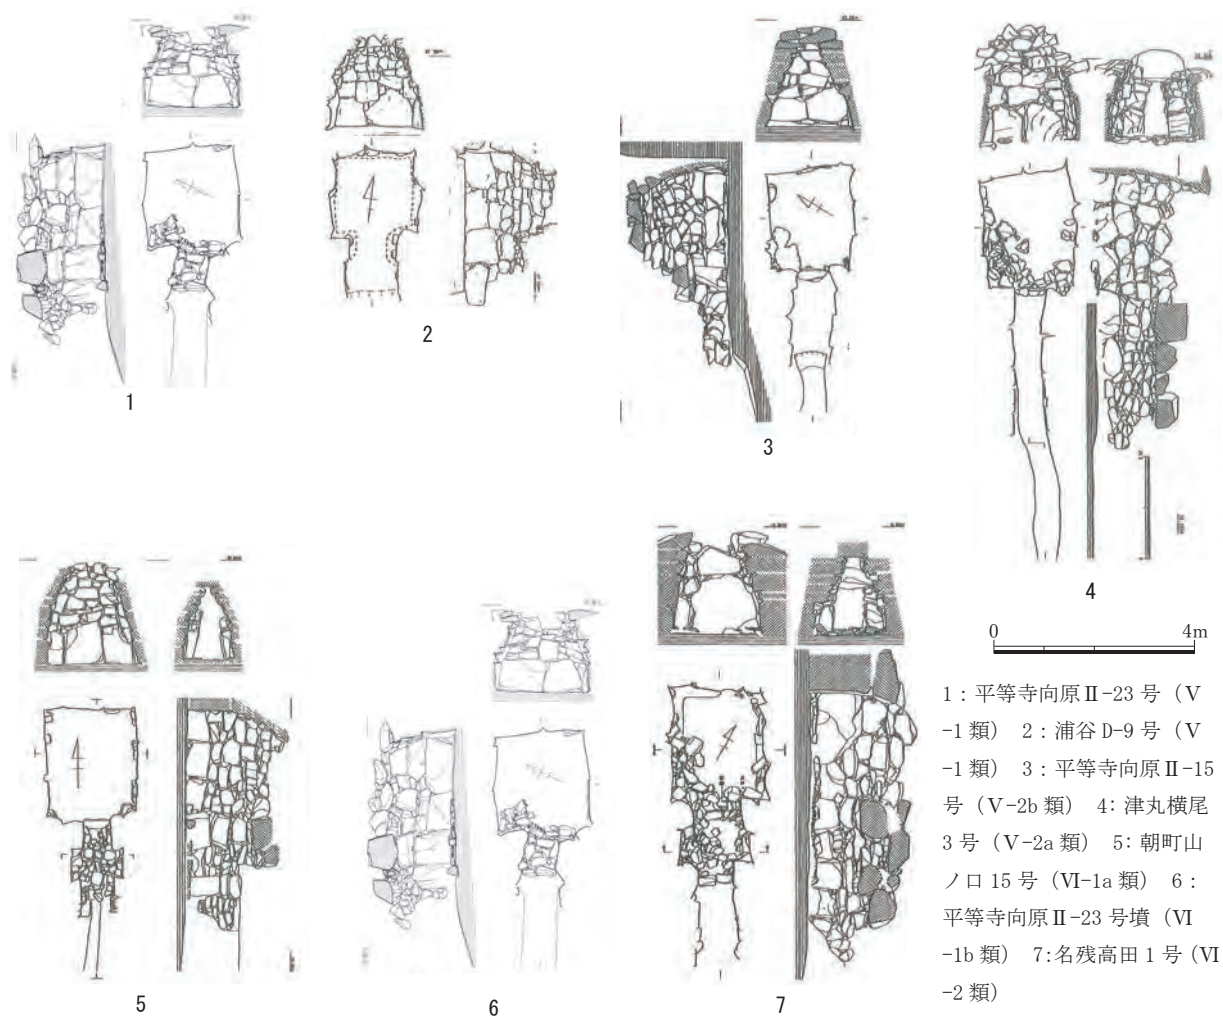 1
2
3
4
5
6
7
0 4m
1：平等寺向原Ⅱ-23 号（Ⅴ
-1 類） 2：浦谷 D-9 号（Ⅴ
-1 類） 3：平等寺向原Ⅱ-15
号（Ⅴ-2b 類） 4：津丸横尾
3 号（Ⅴ-2a 類） 5：朝町山
ノ口 15 号（Ⅵ-1a 類） 6：
平等寺向原Ⅱ-23 号墳（Ⅵ
-1b 類） 7：名残高田 1 号（Ⅵ
-2 類）